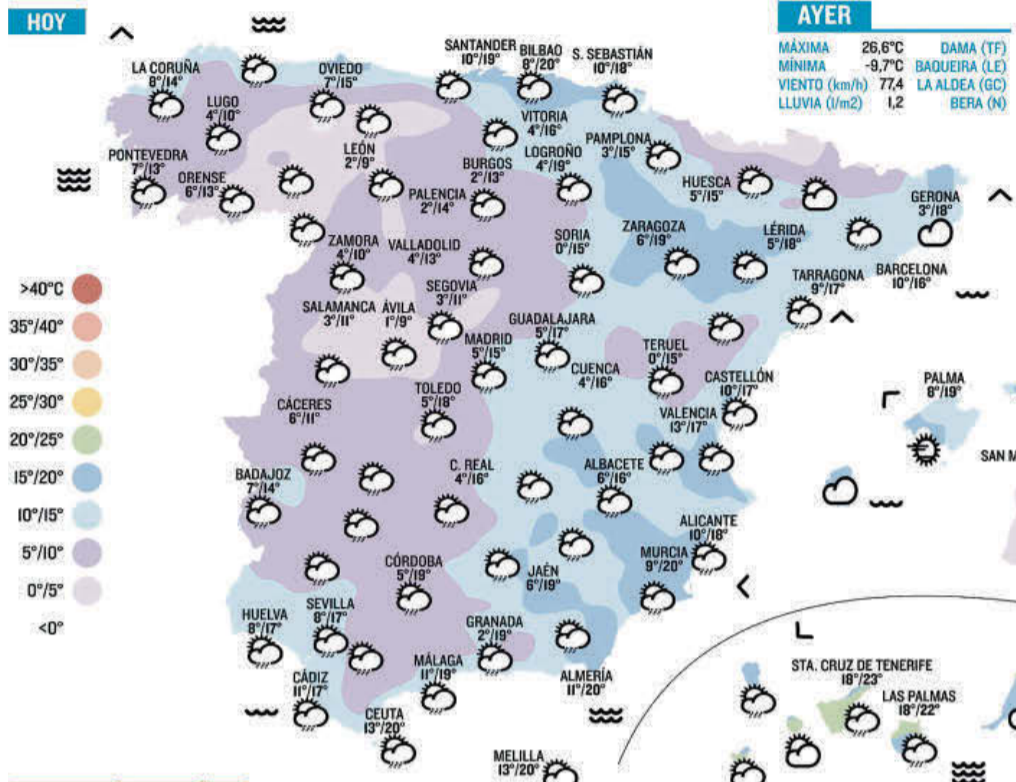 HOY
AYER
MÁXIMA 26,6°C DAMA (TF)
MÍNIMA -9,7°C BAQUEIRA (LE)
VIENTO (km/h) 77,4 LA ALDEA (GC)
LLUVIA (l/m2) 1,2 BERA (N)
LA CORUÑA
8°/14°
LUGO
4°/10°
OVIEDO
7°/15°
SANTANDER
10°/19°
BILBAO
8°/20°
S. SEBASTIÁN
10°/18°
VITORIA
4°/16°
PAMPLONA
3°/15°
PONTEVEDRA
7°/13°
ORENSE
6°/13°
LEÓN
2°/9°
BURGOS
2°/13°
LOGROÑO
4°/19°
PALENCIA
2°/14°
HUESCA
5°/15°
GERONA
3°/18°
ZAMORA
4°/10°
VALLADOLID
4°/13°
SORIA
0°/15°
ZARAGOZA
6°/19°
LÉRIDA
5°/18°
BARCELONA
10°/16°
TARRAGONA
9°/17°
SEGOVIA
3°/11°
SALAMANCA
3°/11°
ÁVILA
1°/9°
GUADALAJARA
5°/17°
MADRID
5°/15°
TERUEL
0°/15°
CUENCA
4°/16°
CASTELLÓN
10°/17°
PALMA
8°/19°
TOLEDO
5°/18°
CÁCERES
6°/11°
VALENCIA
13°/17°
SAN M
BADAJOZ
7°/14°
C. REAL
4°/16°
ALBACETE
6°/16°
ALICANTE
10°/18°
MURCIA
9°/20°
CÓRDOBA
5°/19°
JAÉN
6°/19°
HUELVA
8°/17°
SEVILLA
8°/17°
GRANADA
2°/19°
CÁDIZ
11°/17°
MÁLAGA
11°/19°
ALMERÍA
11°/20°
CEUTA
13°/20°
MELILLA
13°/20°
STA. CRUZ DE TENERIFE
18°/23°
LAS PALMAS
18°/22°
>40°C
35°/40°
30°/35°
25°/30°
20°/25°
15°/20°
10°/15°
5°/10°
0°/5°
<0°